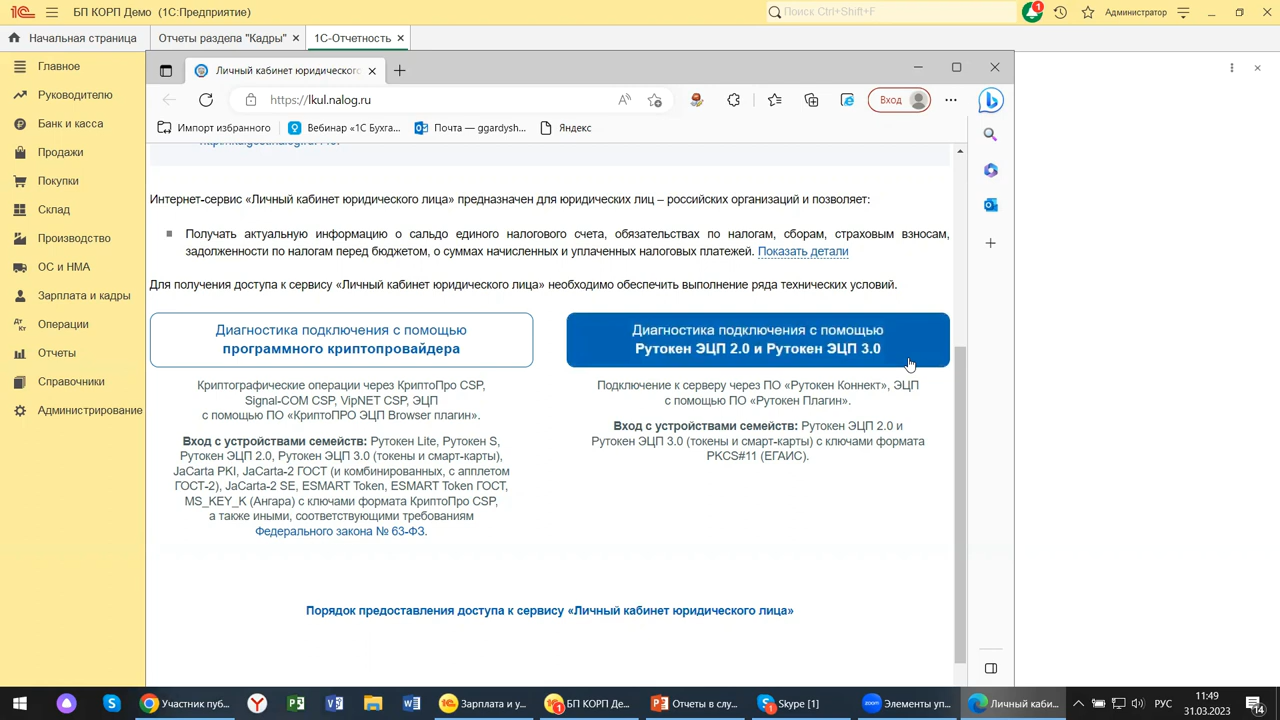 БП КОРП Демо (1С:Предприятие)
Поиск Ctrl+Shift+F
1
Администратор
Начальная страница
Отчеты раздела "Кадры"
1С-Отчетность
Главное
Руководителю
Банк и касса
Продажи
Покупки
Склад
Производство
ОС и НМА
Зарплата и кадры
Операции
Отчеты
Справочники
Администрирование
Личный кабинет юридического
https://lkul.nalog.ru
Вход
Импорт избранного
Вебинар «1С Бухга...
Почта — ggardysh...
Яндекс
Интернет-сервис «Личный кабинет юридического лица» предназначен для юридических лиц – российских организаций и позволяет:
Получать актуальную информацию о сальдо единого налогового счета, обязательствах по налогам, сборам, страховым взносам,
задолженности по налогам перед бюджетом, о суммах начисленных и уплаченных налоговых платежей. Показать детали
Для получения доступа к сервису «Личный кабинет юридического лица» необходимо обеспечить выполнение ряда технических условий.
Диагностика подключения с помощью
программного криптопровайдера
Криптографические операции через КриптоПро CSP,
Signal-COM CSP, VipNET CSP, ЭЦП
с помощью ПО «КриптоПРО ЭЦП Browser плагин».
Вход с устройствами семейств: Рутокен Lite, Рутокен S,
Рутокен ЭЦП 2.0, Рутокен ЭЦП 3.0 (токены и смарт-карты),
JaCarta PKI, JaCarta-2 ГОСТ (и комбинированных, с апплетом
ГОСТ-2), JaCarta-2 SE, ESMART Token, ESMART Token ГОСТ,
MS_KEY_K (Ангара) с ключами формата КриптоПро CSP,
а также иными, соответствующими требованиям
Федерального закона № 63-ФЗ.
Диагностика подключения с помощью
Рутокен ЭЦП 2.0 и Рутокен ЭЦП 3.0
Подключение к серверу через ПО «Рутокен Коннект», ЭЦП
с помощью ПО «Рутокен Плагин».
Вход с устройствами семейств: Рутокен ЭЦП 2.0 и
Рутокен ЭЦП 3.0 (токены и смарт-карты) с ключами формата
PKCS#11 (ЕГАИС).
Порядок предоставления доступа к сервису «Личный кабинет юридического лица»
Участник пуб...
Зарплата и у...
БП КОРП Де...
Отчеты в слу...
Skype [1]
Элементы уп...
Личный каби...
РУС
11:49
31.03.2023
14